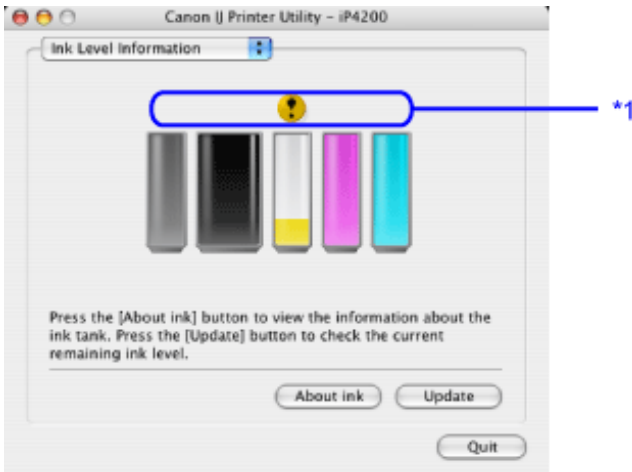 Canon IJ Printer Utility – iP4200
Ink Level Information
!
*1
Press the [About ink] button to view the information about the
ink tank. Press the [Update] button to check the current
remaining ink level.
About ink
Update
Quit